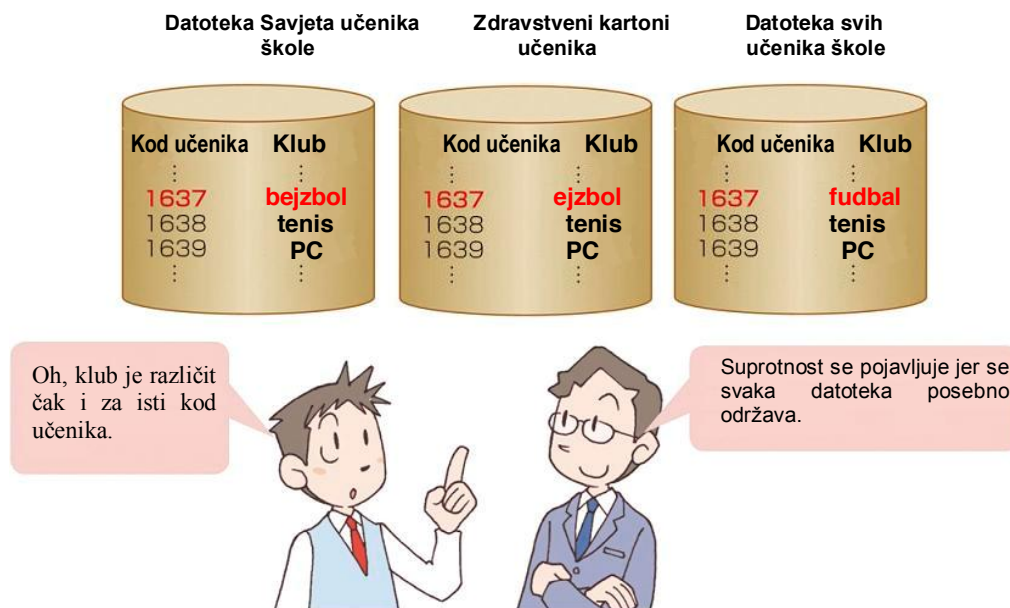 Datoteka Savjeta učenika
škole
Zdravstveni kartoni
učenika
Datoteka svih
učenika škole
Kod učenika Klub
1637 bejzbol
1638 tenis
1639 PC
Kod učenika Klub
1637 ejzbol
1638 tenis
1639 PC
Kod učenika Klub
1637 fudbal
1638 tenis
1639 PC
Oh, klub je različit
čak i za isti kod
učenika.
Suprotnost se pojavljuje jer se
svaka datoteka posebno
održava.